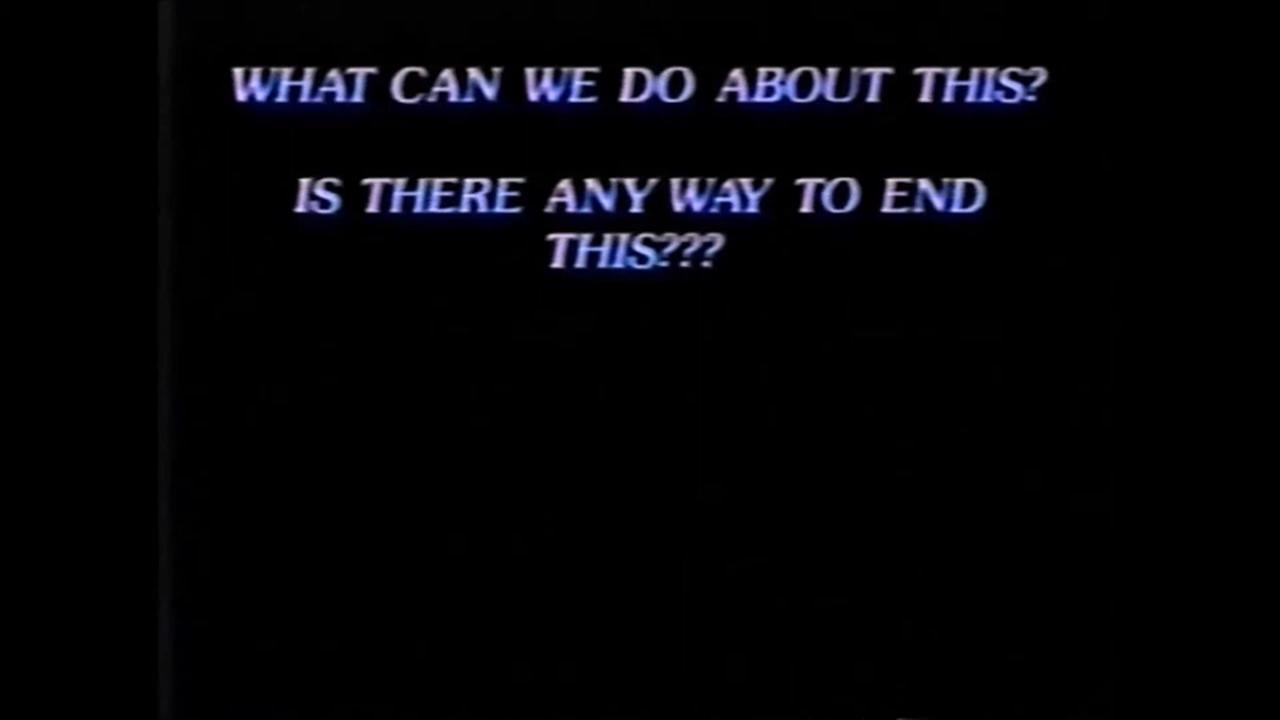 WHAT CAN WE DO ABOUT THIS?
IS THERE ANY WAY TO END
THIS???